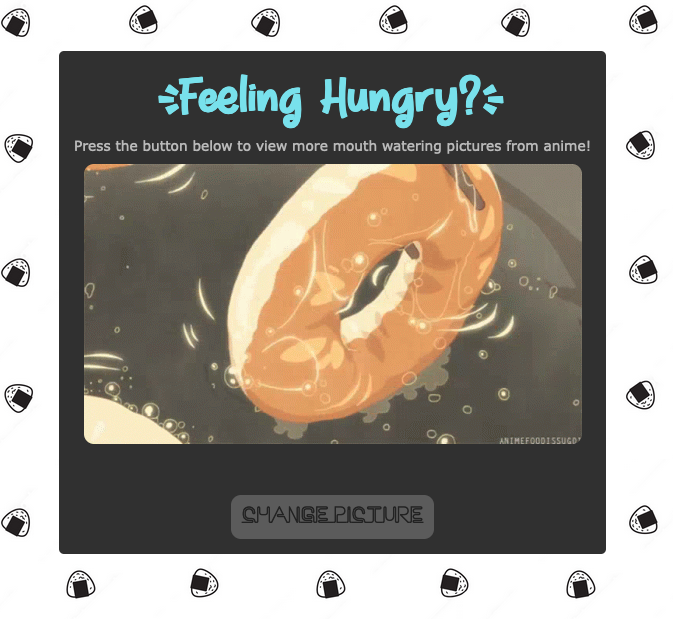 Feeling Hungry?
Press the button below to view more mouth watering pictures from anime!
ANIMEFOODISSUGOI
CHANGE PICTURE